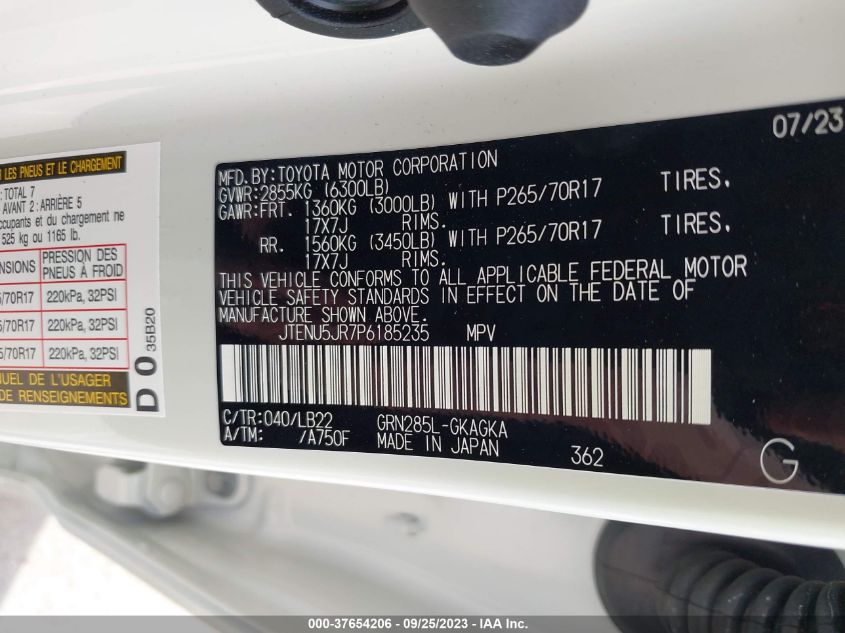 I LES PNEUS ET LE CHARGEMENT
: TOTAL 7
AVANT 2 : ARRIÈRE 5
occupants et du chargement ne
525 kg ou 1165 lb.
PRESSION DES
PNEUS À FROID
/70R17 220kPa, 32PSI
/70R17 220kPa, 32PSI
/70R17 220kPa, 32PSI
NUEL DE L'USAGER
DE RENSEIGNEMENTS
D 0 35B20
07/23
MFD. BY: TOYOTA MOTOR CORPORATION
GVWR: 2855KG (6300LB)
GAWR: FRT. 1360KG (3000LB) WITH P265/70R17 TIRES.
17X7J RIMS.
RR. 1560KG (3450LB) WITH P265/70R17 TIRES.
17X7J RIMS.
THIS VEHICLE CONFORMS TO ALL APPLICABLE FEDERAL MOTOR
VEHICLE SAFETY STANDARDS IN EFFECT ON THE DATE OF
MANUFACTURE SHOWN ABOVE.
JTENU5JR7P6185235 MPV
C/TR: 040/LB22 GRN285L-GKAGKA
A/TM: /A750F MADE IN JAPAN 362
G
000-37654206 - 09/25/2023 - IAA Inc.